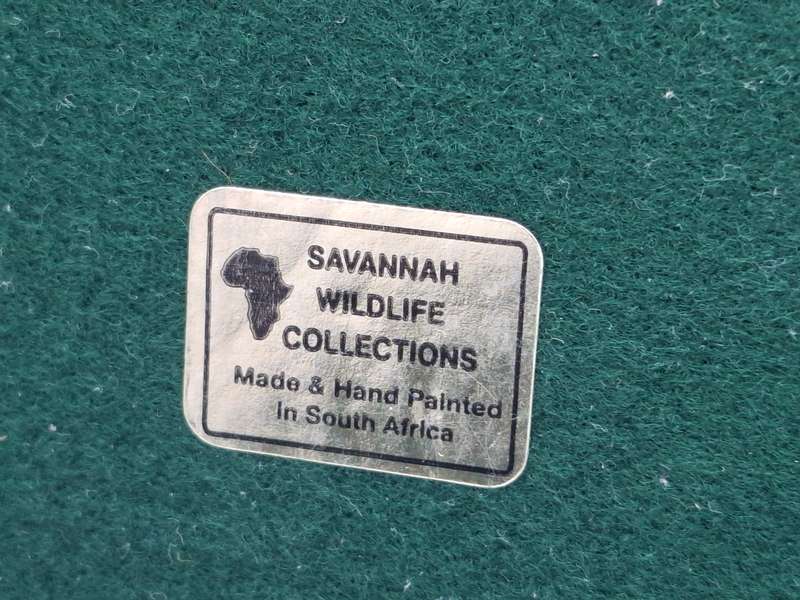 SAVANNAH
WILDLIFE
COLLECTIONS
Made & Hand Painted
In South Africa